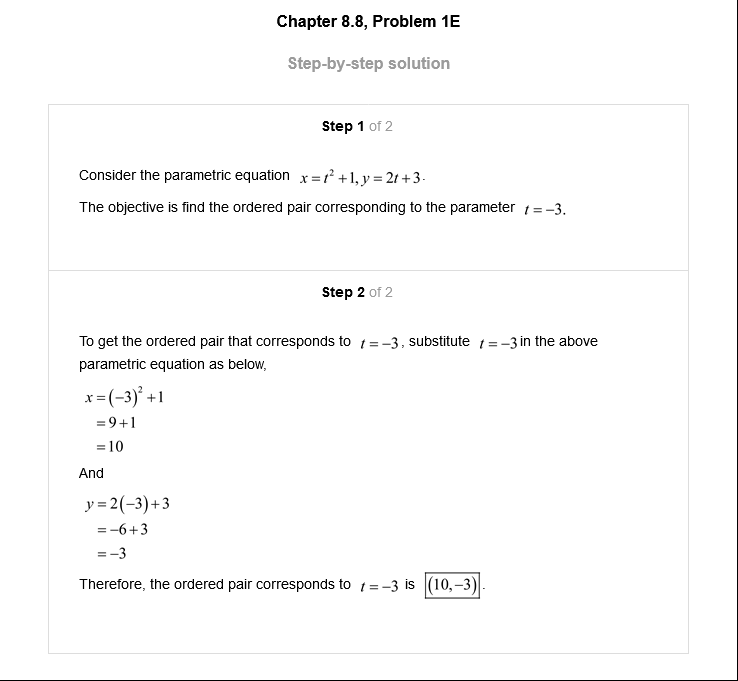 Chapter 8.8, Problem 1E
Step-by-step solution
Step 1 of 2
Consider the parametric equation x = t² + 1, y = 2t + 3.
The objective is find the ordered pair corresponding to the parameter t = −3.
Step 2 of 2
To get the ordered pair that corresponds to t = −3, substitute t = −3 in the above
parametric equation as below,
x = (−3)² + 1
= 9 + 1
= 10
And
y = 2(−3) + 3
= −6 + 3
= −3
Therefore, the ordered pair corresponds to t = −3 is (10, −3).